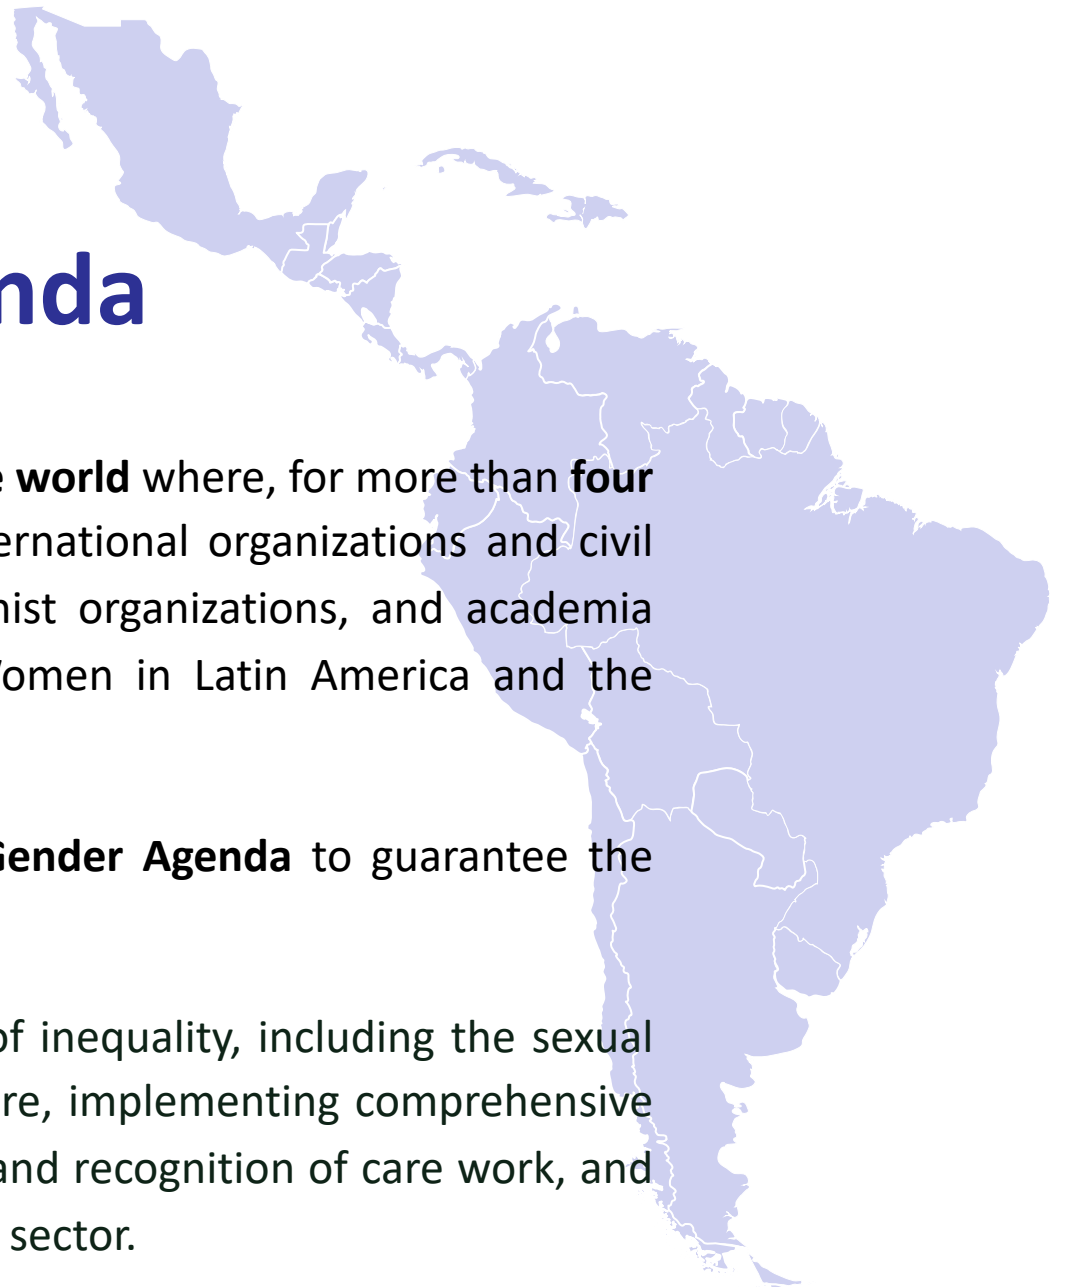 nda
e world where, for more than four
ernational organizations and civil
nist organizations, and academia
Women in Latin America and the
Gender Agenda to guarantee the
of inequality, including the sexual
re, implementing comprehensive
and recognition of care work, and
sector.